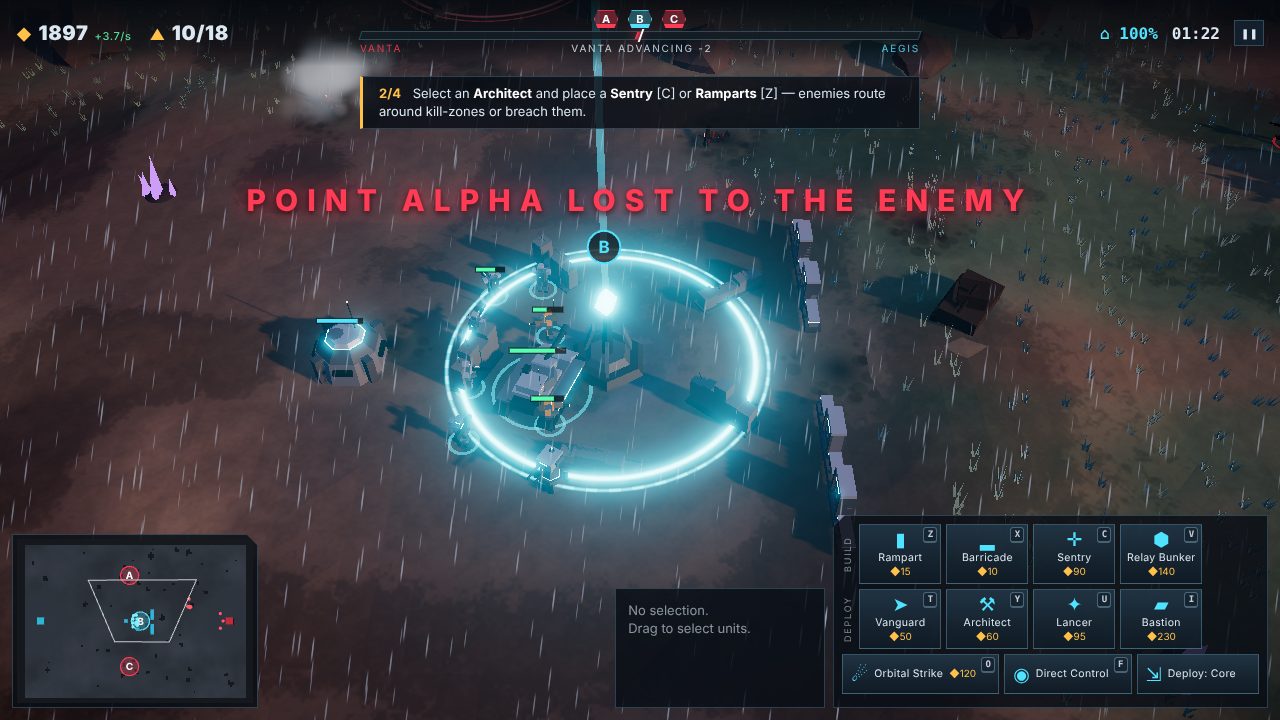 1897 +3.7/s 10/18
A B C
VANTA VANTA ADVANCING -2 AEGIS
100% 01:22
2/4 Select an Architect and place a Sentry [C] or Ramparts [Z] — enemies route
around kill-zones or breach them.
POINT ALPHA LOST TO THE ENEMY
B
A
B
C
No selection.
Drag to select units.
BUILD
Rampart Z 15
Barricade X 10
Sentry C 90
Relay Bunker V 140
DEPLOY
Vanguard T 50
Architect Y 60
Lancer U 95
Bastion I 230
Orbital Strike 120 O
Direct Control F
Deploy: Core